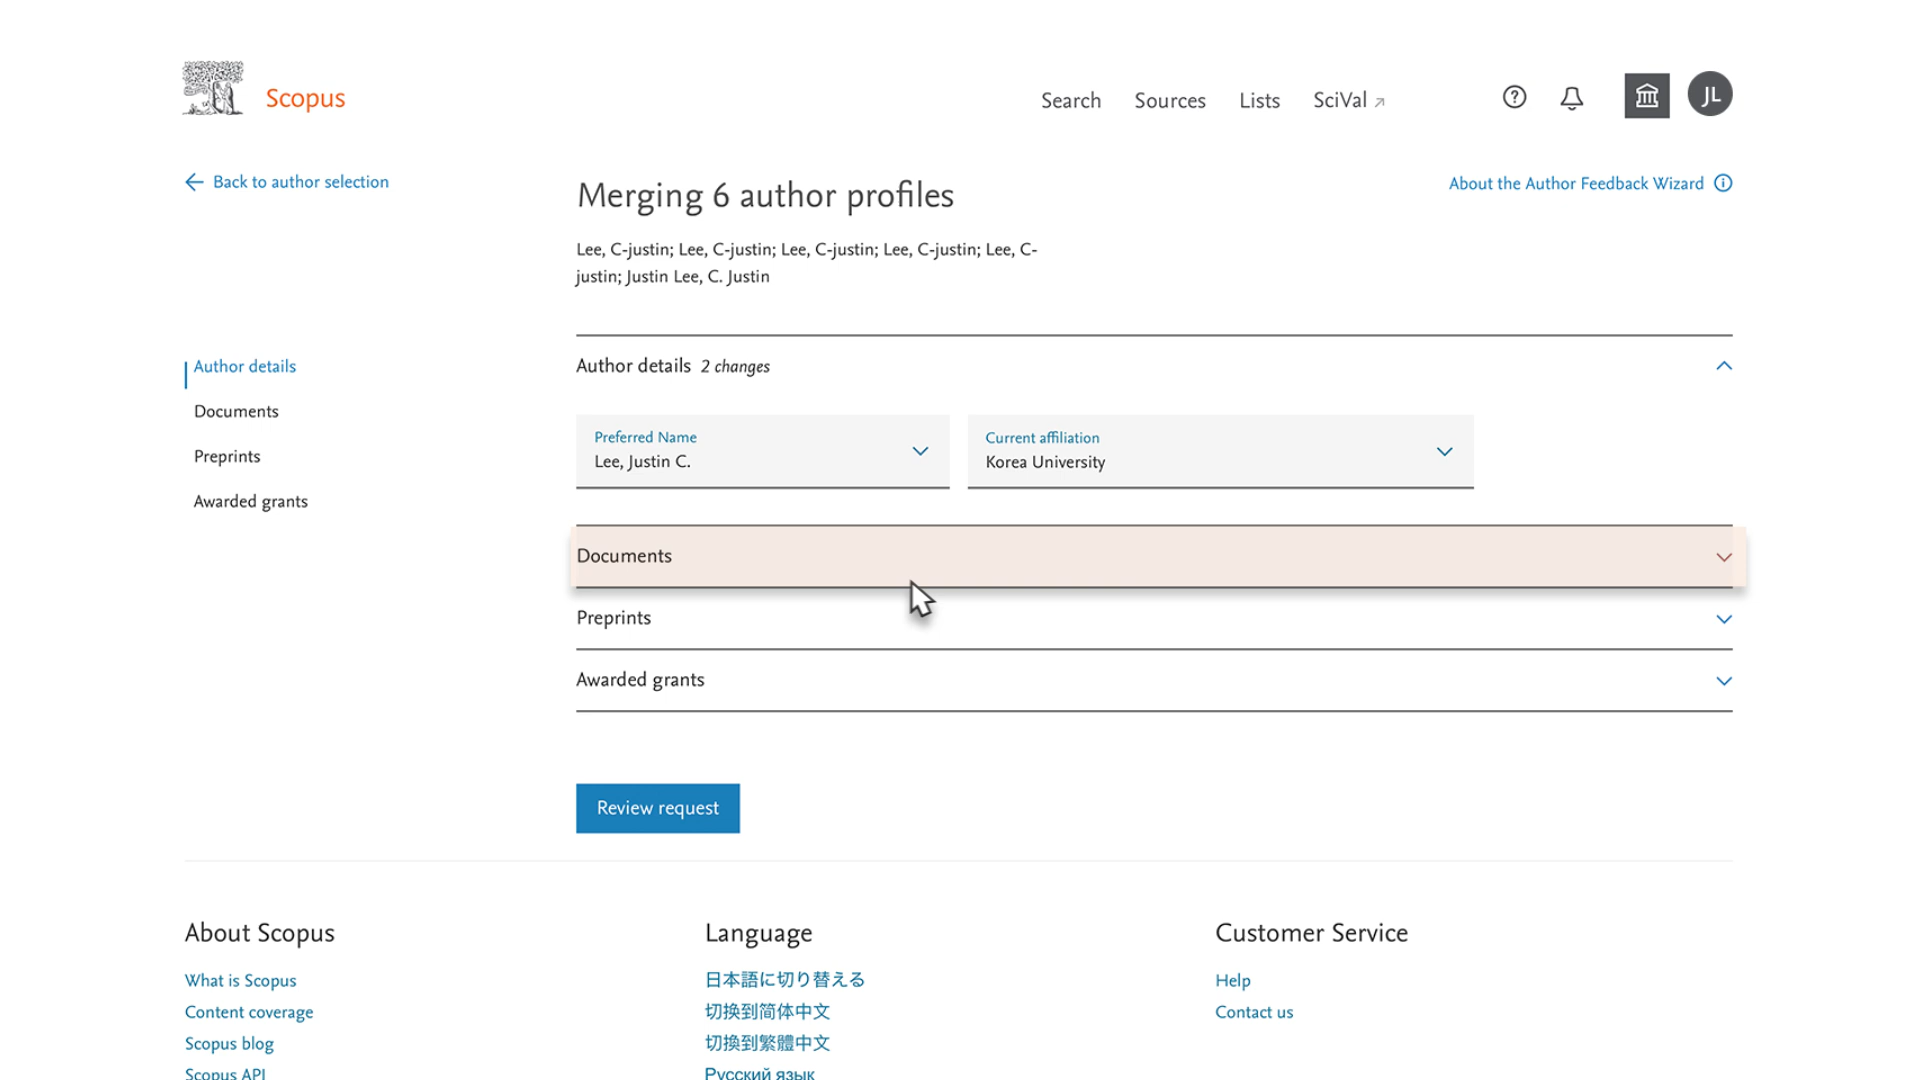 Scopus
Search Sources Lists SciVal
JL
Back to author selection
Merging 6 author profiles
About the Author Feedback Wizard
Lee, C-justin; Lee, C-justin; Lee, C-justin; Lee, C-justin; Lee, C-
justin; Justin Lee, C. Justin
Author details
Documents
Preprints
Awarded grants
Author details 2 changes
Preferred Name
Lee, Justin C.
Current affiliation
Korea University
Documents
Preprints
Awarded grants
Review request
About Scopus
What is Scopus
Content coverage
Scopus blog
Scopus API
Language
日本語に切り替える
切换到简体中文
切換到繁體中文
Русский язык
Customer Service
Help
Contact us